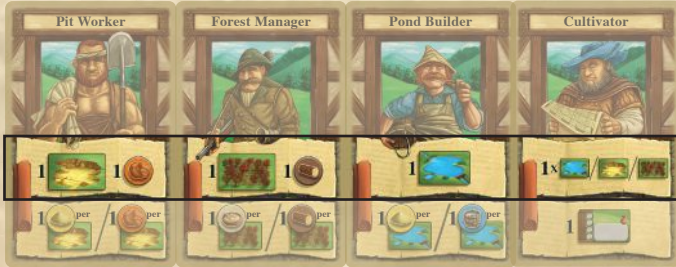 Pit Worker
Forest Manager
Pond Builder
Cultivator
1 1
1 1
1
1x / /
1 per / 1 per
1 per / 1 per
1 per / 1 per
1